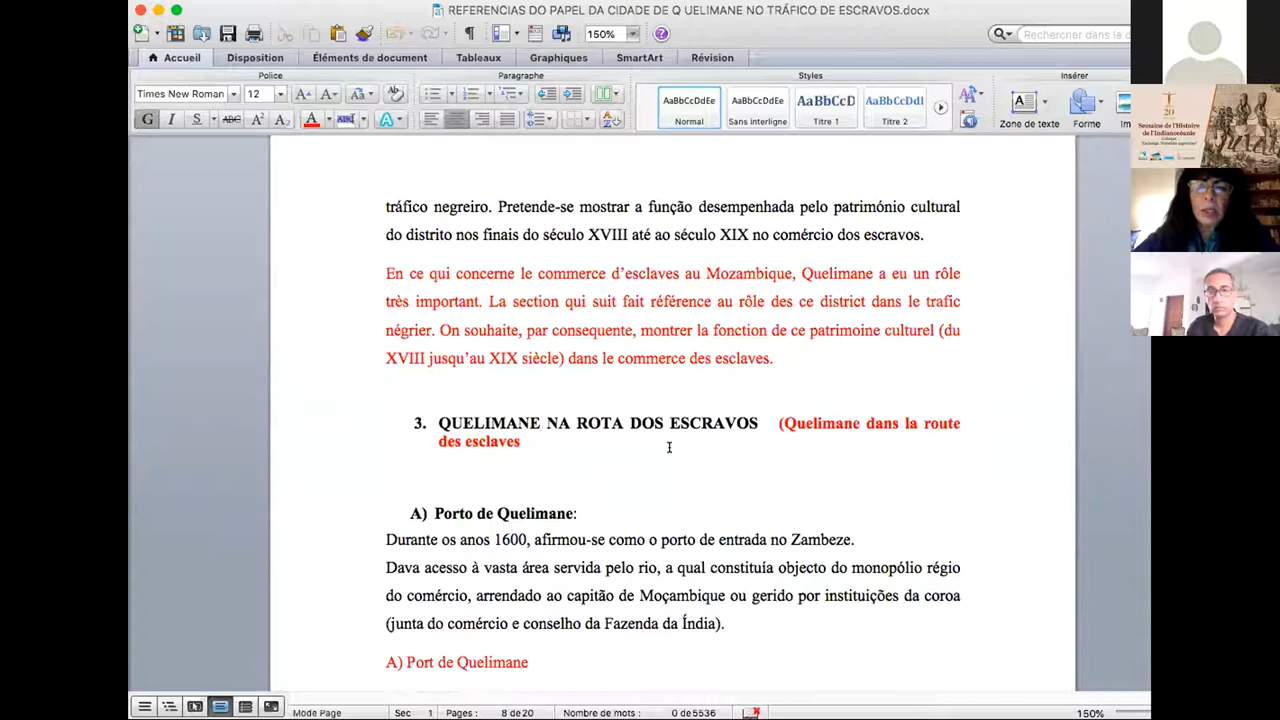 REFERENCIAS DO PAPEL DA CIDADE DE Q UELIMANE NO TRÁFICO DE ESCRAVOS.docx
150%
Rechercher dans le d
Accueil Disposition Éléments de document Tableaux Graphiques SmartArt Révision
Police Paragraphe Styles Insérer
Times New Roman 12
AaBbCcDdEe AaBbCcDdEe AaBbCcD AaBbCcDdI
Normal Sans interligne Titre 1 Titre 2
Zone de texte Forme Im
20
Semaine de l'Histoire
de l'Indianocéanie
tráfico negreiro. Pretende-se mostrar a função desempenhada pelo património cultural
do distrito nos finais do século XVIII até ao século XIX no comércio dos escravos.
En ce qui concerne le commerce d'esclaves au Mozambique, Quelimane a eu un rôle
très important. La section qui suit fait référence au rôle des ce district dans le trafic
négrier. On souhaite, par consequente, montrer la fonction de ce patrimoine culturel (du
XVIII jusqu'au XIX siècle) dans le commerce des esclaves.
3. QUELIMANE NA ROTA DOS ESCRAVOS (Quelimane dans la route
des esclaves
A) Porto de Quelimane:
Durante os anos 1600, afirmou-se como o porto de entrada no Zambeze.
Dava acesso à vasta área servida pelo rio, a qual constituía objecto do monopólio régio
do comércio, arrendado ao capitão de Moçambique ou gerido por instituições da coroa
(junta do comércio e conselho da Fazenda da Índia).
A) Port de Quelimane
Mode Page Sec 1 Pages : 8 de 20 Nombre de mots : 0 de 5536 150%